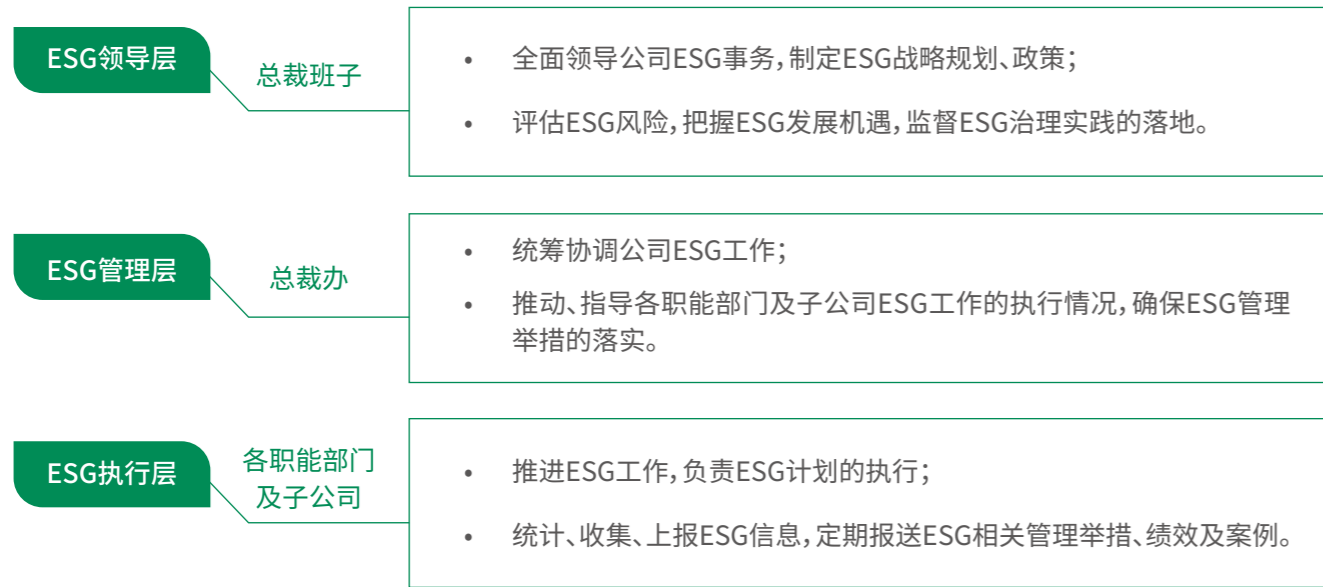 ESG领导层
总裁班子
• 全面领导公司ESG事务，制定ESG战略规划、政策；
• 评估ESG风险，把握ESG发展机遇，监督ESG治理实践的落地。
ESG管理层
总裁办
• 统筹协调公司ESG工作；
• 推动、指导各职能部门及子公司ESG工作的执行情况，确保ESG管理
举措的落实。
ESG执行层
各职能部门
及子公司
• 推进ESG工作，负责ESG计划的执行；
• 统计、收集、上报ESG信息，定期报送ESG相关管理举措、绩效及案例。